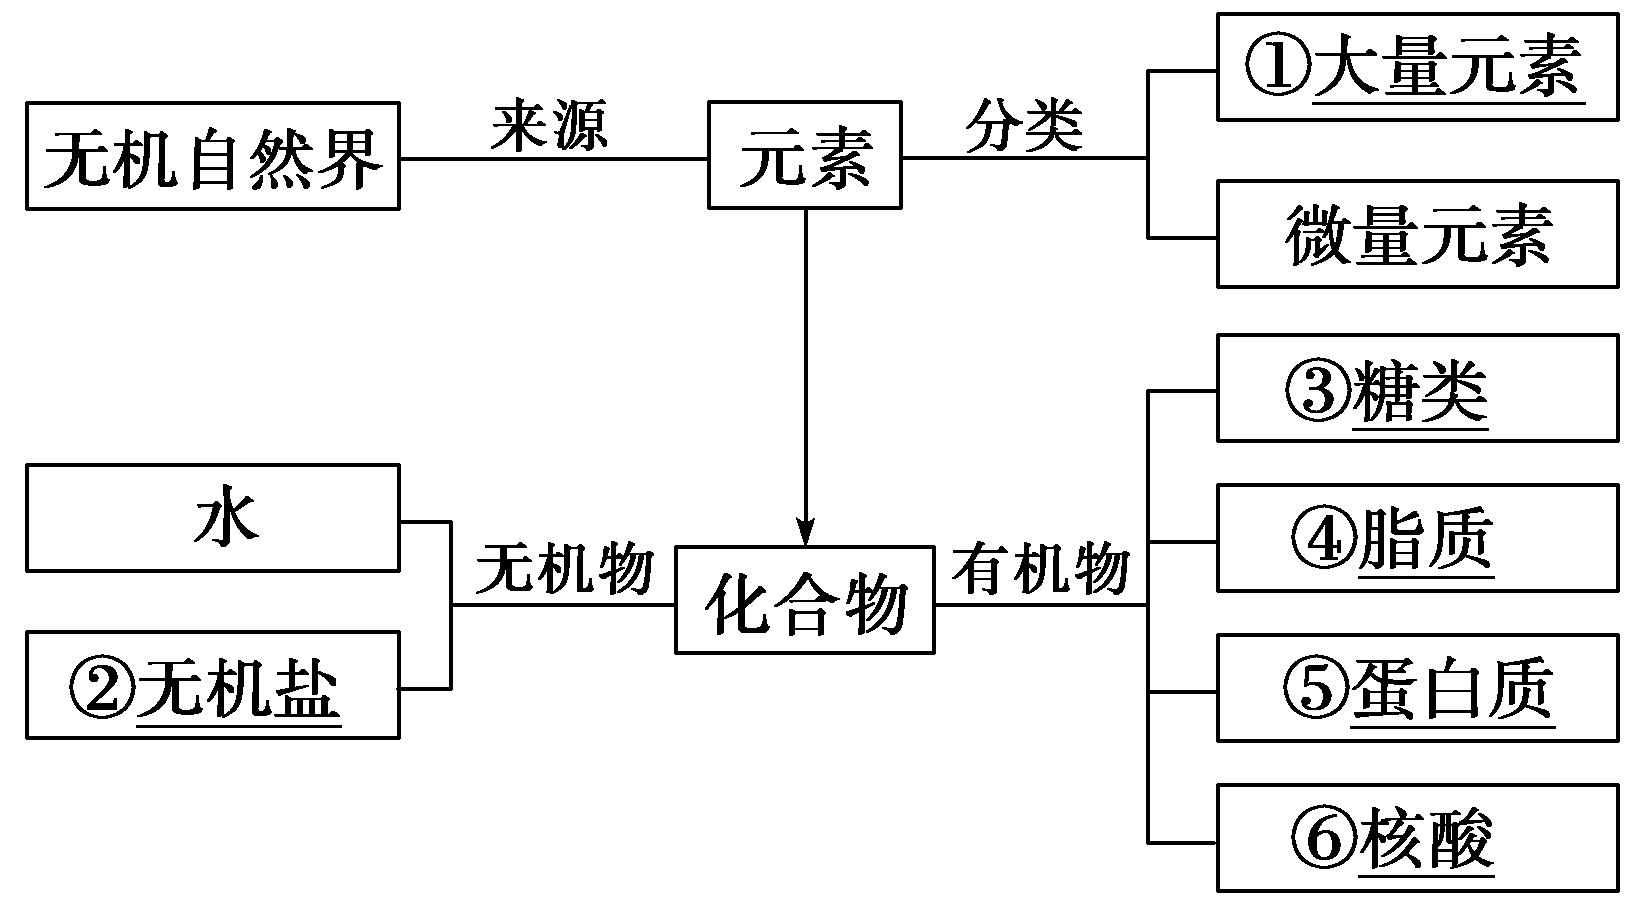 ①大量元素
无机自然界
来源
元素
分类
微量元素
③糖类
水
④脂质
无机物
化合物
有机物
②无机盐
⑤蛋白质
⑥核酸